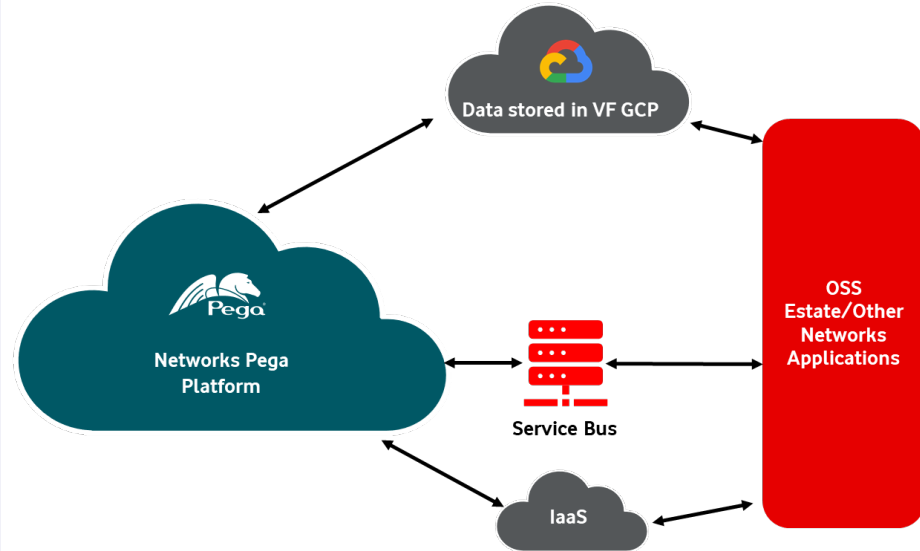 Data stored in VF GCP
Pega
Networks Pega
Platform
OSS
Estate/Other
Networks
Applications
Service Bus
IaaS